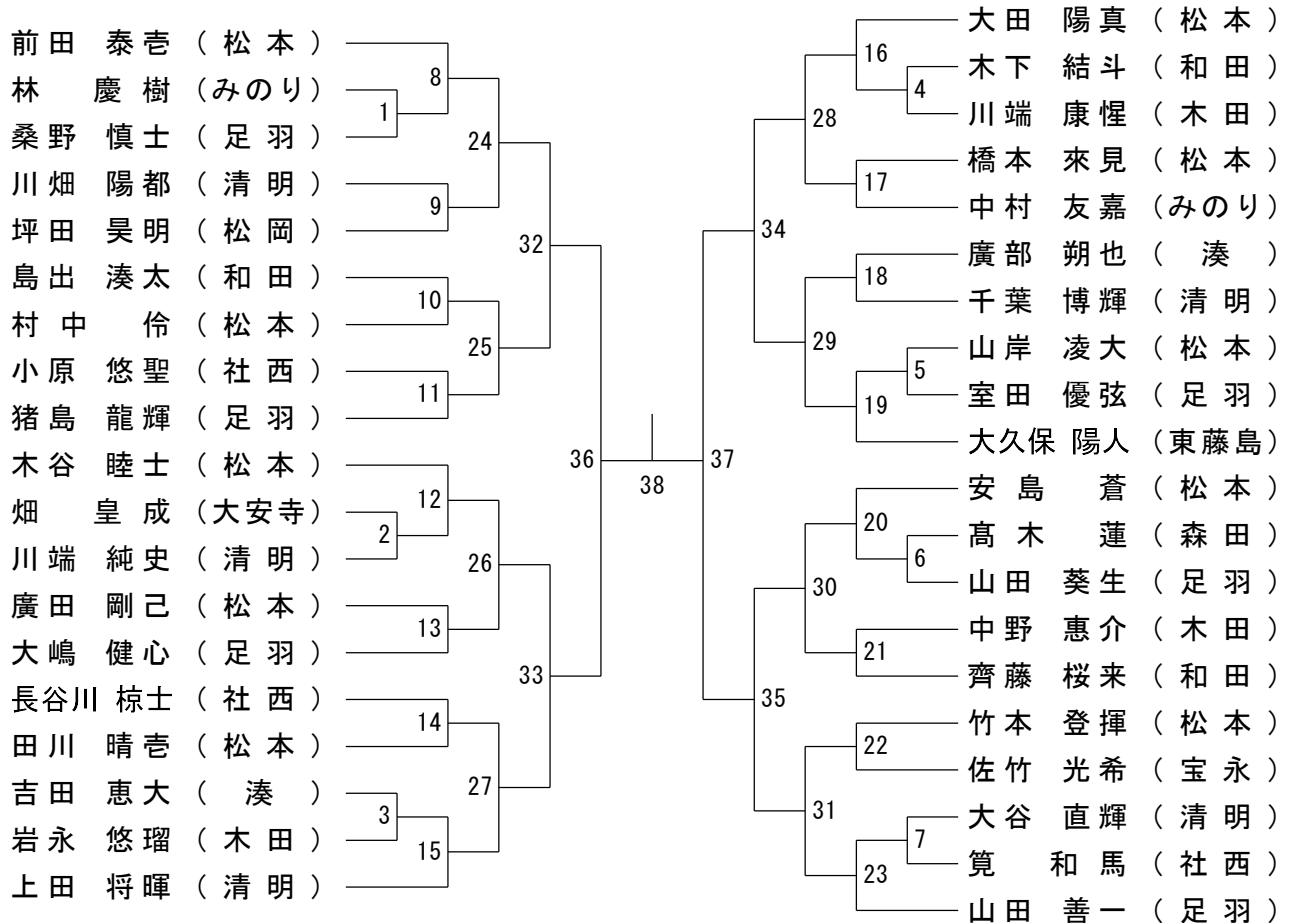 前田 泰壱 (松本)
林 慶樹 (みのり)
桑野 慎士 (足羽)
川畑 陽都 (清明)
坪田 昊明 (松岡)
島出 湊太 (和田)
村中 伶 (松本)
小原 悠聖 (社西)
猪島 龍輝 (足羽)
木谷 睦士 (松本)
畑 皇成 (大安寺)
川端 純史 (清明)
廣田 剛己 (松本)
大嶋 健心 (足羽)
長谷川 椋士 (社西)
田川 晴壱 (松本)
吉田 恵大 (湊)
岩永 悠瑠 (木田)
上田 将暉 (清明)
1
2
3
8
9
10
11
12
13
14
15
24
25
26
27
32
33
36
38
37
34
35
28
29
30
31
16
17
18
19
20
21
22
23
4
5
6
7
大田 陽真 (松本)
木下 結斗 (和田)
川端 康惺 (木田)
橋本 來見 (松本)
中村 友嘉 (みのり)
廣部 朔也 (湊)
千葉 博輝 (清明)
山岸 凌大 (松本)
室田 優弦 (足羽)
大久保 陽人 (東藤島)
安島 蒼 (松本)
髙木 蓮 (森田)
山田 葵生 (足羽)
中野 惠介 (木田)
齊藤 桜来 (和田)
竹本 登揮 (松本)
佐竹 光希 (宝永)
大谷 直輝 (清明)
筧 和馬 (社西)
山田 善一 (足羽)